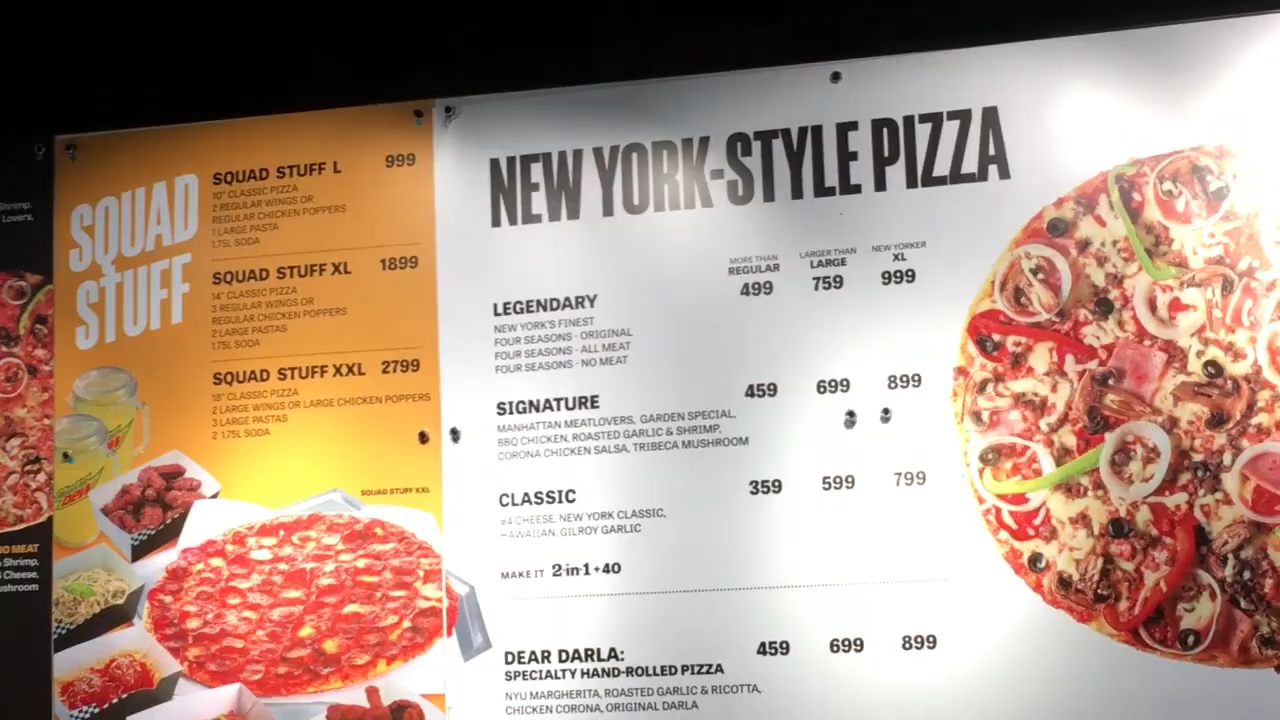 Shrimp,
Lovers,
NO MEAT
Shrimp,
Cheese,
SQUAD
STUFF
SQUAD STUFF L 999
10" CLASSIC PIZZA
2 REGULAR WINGS OR
REGULAR CHICKEN POPPERS
1 LARGE PASTA
1.75L SODA
SQUAD STUFF XL 1899
14" CLASSIC PIZZA
3 REGULAR WINGS OR
REGULAR CHICKEN POPPERS
2 LARGE PASTAS
1.75L SODA
SQUAD STUFF XXL 2799
18" CLASSIC PIZZA
2 LARGE WINGS OR LARGE CHICKEN POPPERS
3 LARGE PASTAS
2 1.75L SODA
SQUAD STUFF XXL
NEW YORK-STYLE PIZZA
MORE THAN LARGER THAN NEW YORKER
REGULAR LARGE XL
LEGENDARY 499 759 999
NEW YORK'S FINEST
FOUR SEASONS - ORIGINAL
FOUR SEASONS - ALL MEAT
FOUR SEASONS - NO MEAT
SIGNATURE 459 699 899
MANHATTAN MEATLOVERS, GARDEN SPECIAL,
BBQ CHICKEN, ROASTED GARLIC & SHRIMP,
CORONA CHICKEN SALSA, TRIBECA MUSHROOM
CLASSIC 359 599 799
#4 CHEESE, NEW YORK CLASSIC,
HAWAIIAN, GILROY GARLIC
MAKE IT 2-in-1 +40
DEAR DARLA: 459 699 899
SPECIALTY HAND-ROLLED PIZZA
NYU MARGHERITA, ROASTED GARLIC & RICOTTA,
CHICKEN CORONA, ORIGINAL DARLA